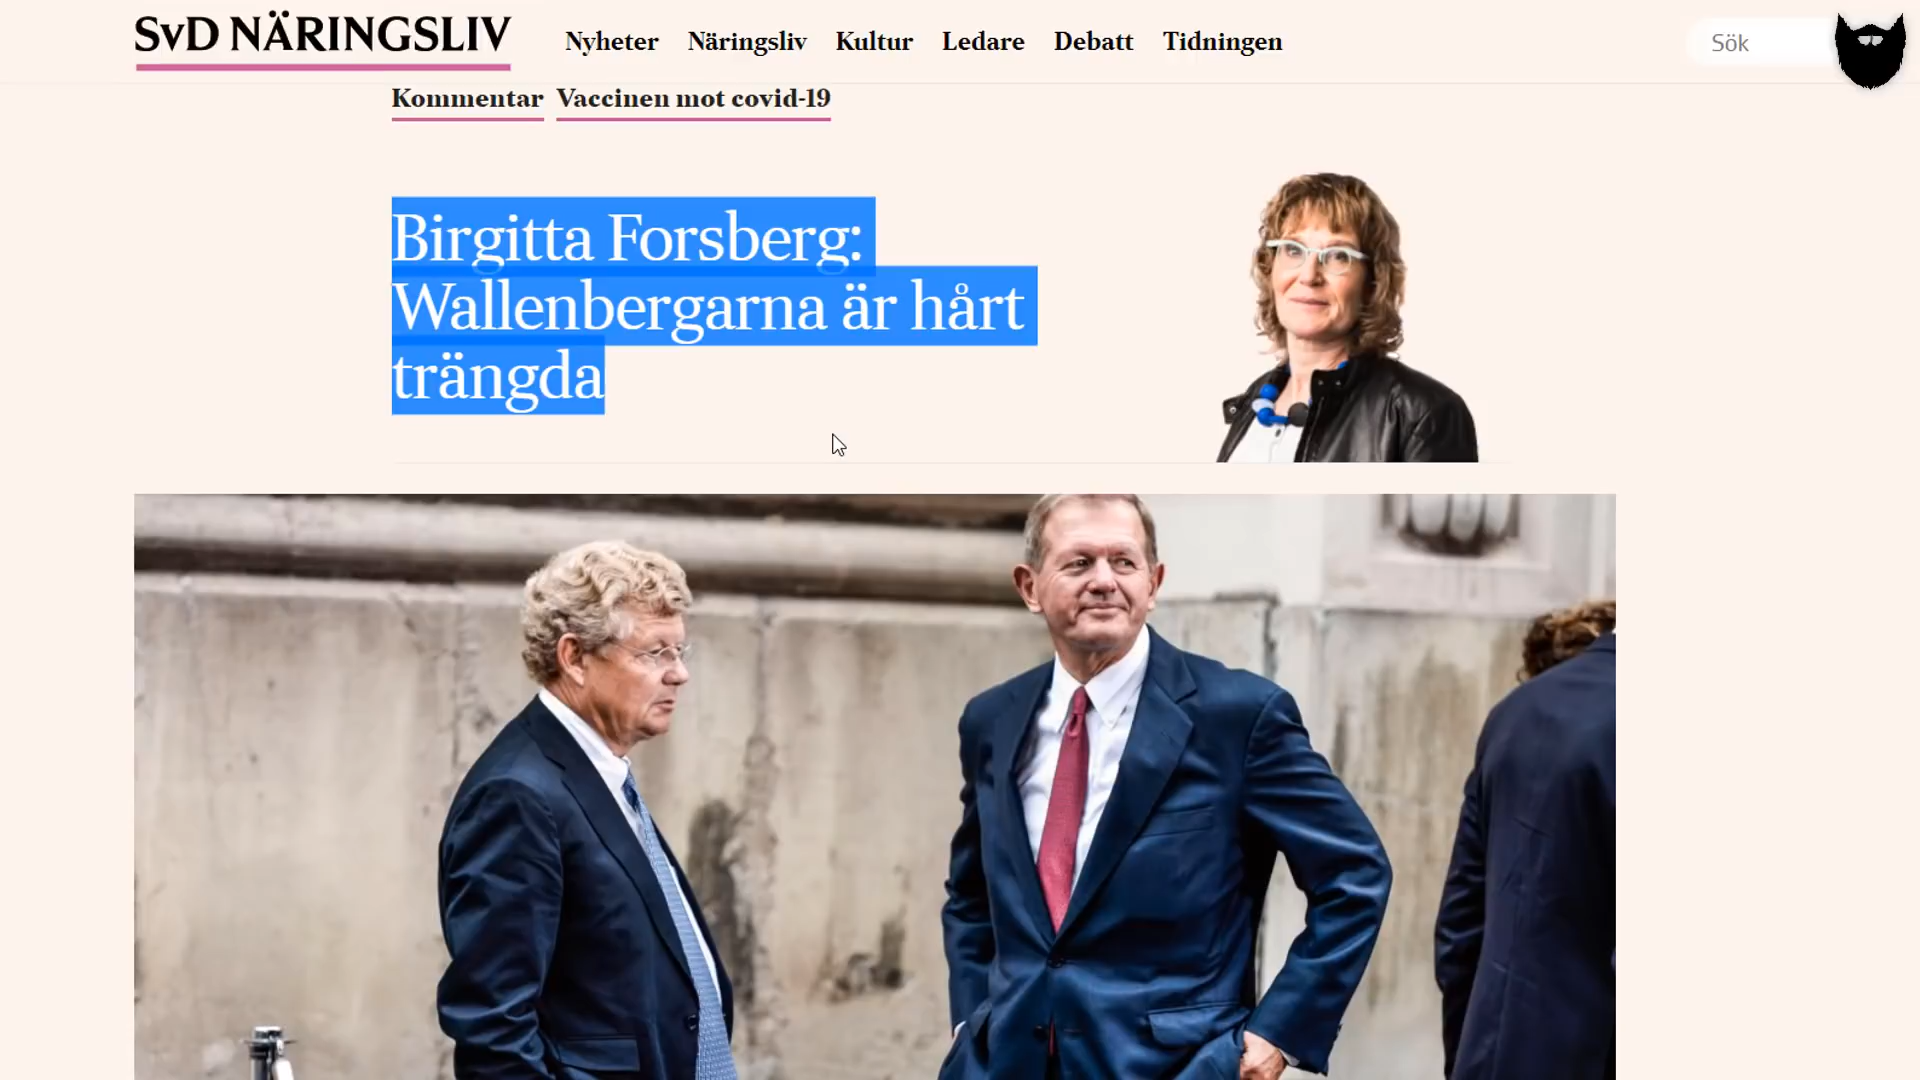 SvD NÄRINGSLIV
Nyheter Näringsliv Kultur Ledare Debatt Tidningen
Sök
Kommentar Vaccinen mot covid-19
Birgitta Forsberg:
Wallenbergarna är hårt
trängda